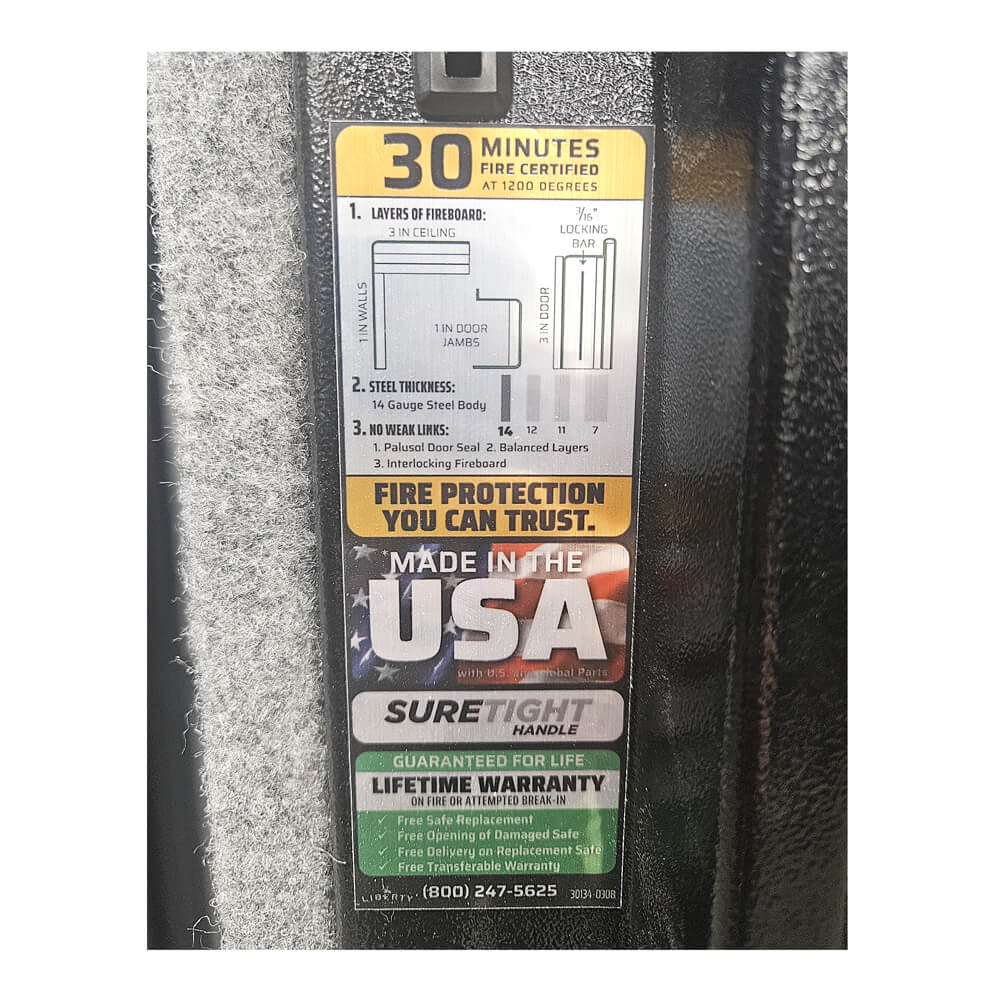 30 MINUTES
FIRE CERTIFIED
AT 1200 DEGREES
1. LAYERS OF FIREBOARD:
3 IN CEILING
3/16"
LOCKING
BAR
1 IN WALLS
1 IN DOOR
JAMBS
3 IN DOOR
2. STEEL THICKNESS:
14 Gauge Steel Body
14 12 11 7
3. NO WEAK LINKS:
1. Palusol Door Seal 2. Balanced Layers
3. Interlocking Fireboard
FIRE PROTECTION
YOU CAN TRUST.
*MADE IN THE
USA
with U.S. and Global Parts
SURETIGHT
HANDLE
GUARANTEED FOR LIFE
LIFETIME WARRANTY
ON FIRE OR ATTEMPTED BREAK-IN
✓ Free Safe Replacement
✓ Free Opening of Damaged Safe
✓ Free Delivery on Replacement Safe
✓ Free Transferable Warranty
LIBERTY (800) 247-5625 30134-0308